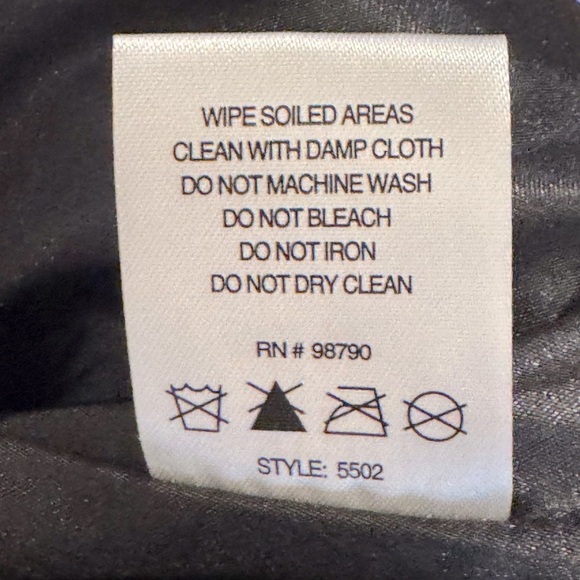 WIPE SOILED AREAS
CLEAN WITH DAMP CLOTH
DO NOT MACHINE WASH
DO NOT BLEACH
DO NOT IRON
DO NOT DRY CLEAN
RN # 98790
STYLE: 5502